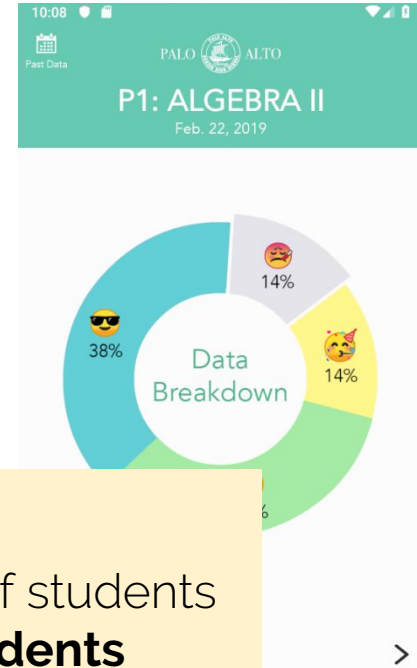 10:08
Past Data
PALO ALTO
P1: ALGEBRA II
Feb. 22, 2019
14%
38%
14%
Data
Breakdown
%
of students
dents